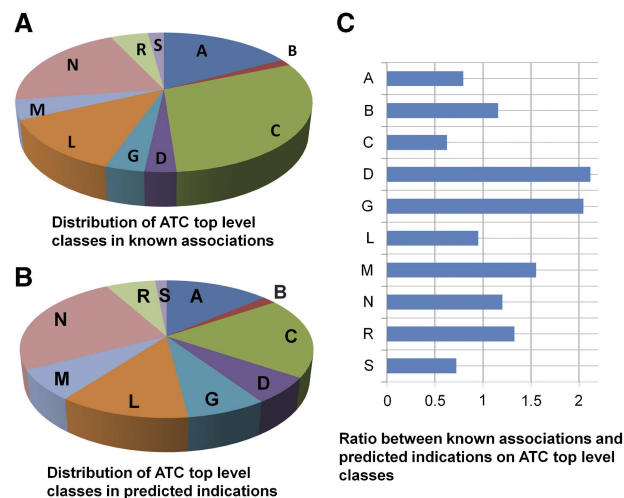 A
A
B
C
D
G
L
M
N
R
S
Distribution of ATC top level
classes in known associations
B
A
B
C
D
G
L
M
N
R
S
Distribution of ATC top level
classes in predicted indications
C
A
B
C
D
G
L
M
N
R
S
0 0.5 1 1.5 2
Ratio between known associations and
predicted indications on ATC top level
classes